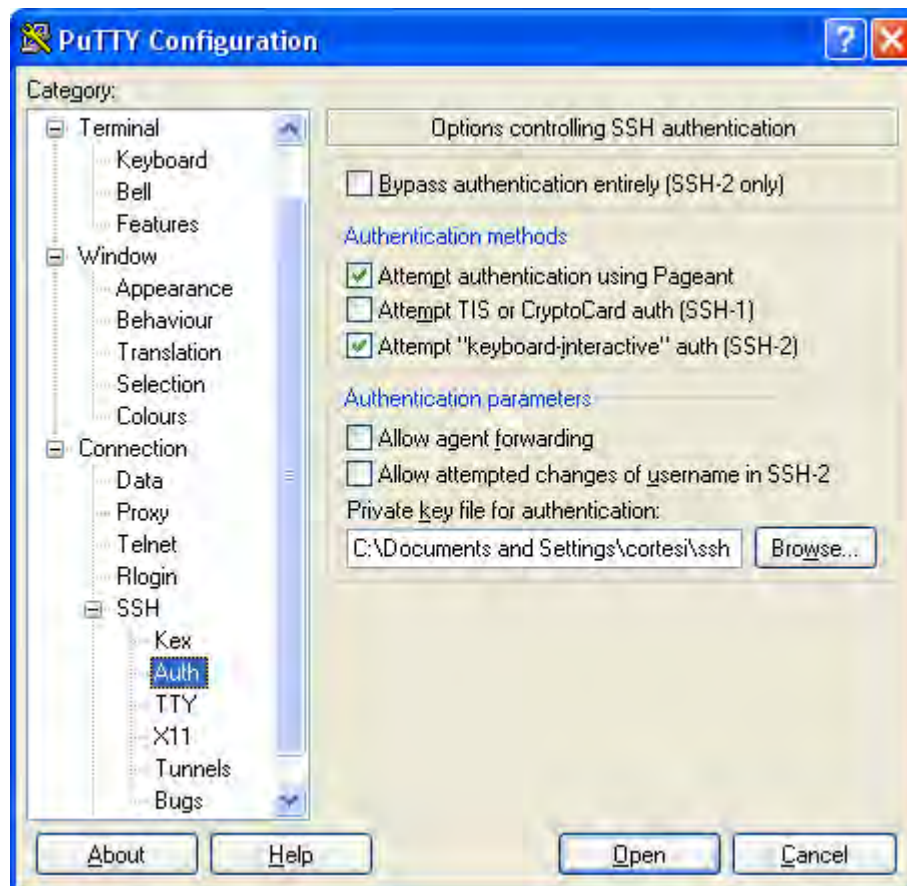 PuTTY Configuration
Category:
Terminal
Keyboard
Bell
Features
Window
Appearance
Behaviour
Translation
Selection
Colours
Connection
Data
Proxy
Telnet
Rlogin
SSH
Kex
Auth
TTY
X11
Tunnels
Bugs
Options controlling SSH authentication
Bypass authentication entirely (SSH-2 only)
Authentication methods
Attempt authentication using Pageant
Attempt TIS or CryptoCard auth (SSH-1)
Attempt "keyboard-interactive" auth (SSH-2)
Authentication parameters
Allow agent forwarding
Allow attempted changes of username in SSH-2
Private key file for authentication:
C:\Documents and Settings\cortesi\ssh
Browse...
About
Help
Open
Cancel